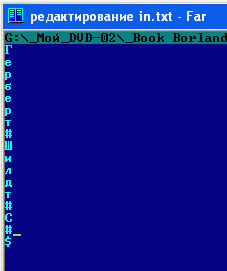 редактирование in.txt - Far
G:\_Мой_DVD-02\_Book Borland
Г
е
р
б
е
р
т
#
Ш
и
л
д
т
#
С
#
$